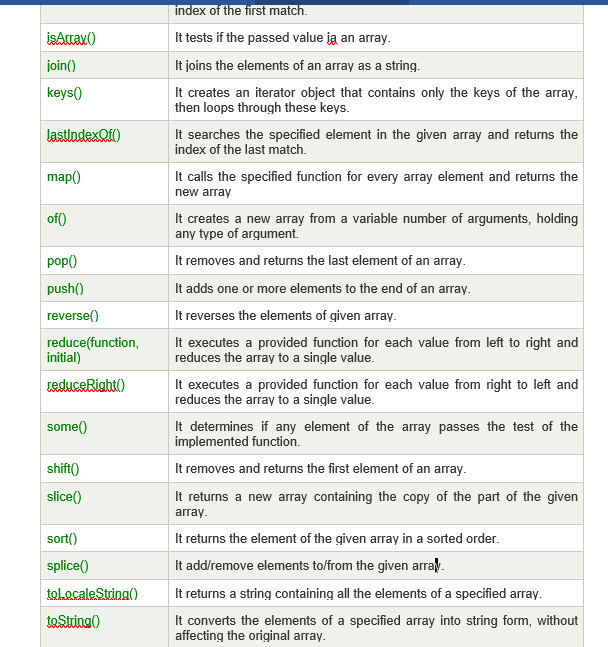 index of the first match.
isArray() It tests if the passed value ia an array.
join() It joins the elements of an array as a string.
keys() It creates an iterator object that contains only the keys of the array,
then loops through these keys.
lastIndexOf() It searches the specified element in the given array and returns the
index of the last match.
map() It calls the specified function for every array element and returns the
new array
of() It creates a new array from a variable number of arguments, holding
any type of argument.
pop() It removes and returns the last element of an array.
push() It adds one or more elements to the end of an array.
reverse() It reverses the elements of given array.
reduce(function, It executes a provided function for each value from left to right and
initial) reduces the array to a single value.
reduceRight() It executes a provided function for each value from right to left and
reduces the array to a single value.
some() It determines if any element of the array passes the test of the
implemented function.
shift() It removes and returns the first element of an array.
slice() It returns a new array containing the copy of the part of the given
array.
sort() It returns the element of the given array in a sorted order.
splice() It add/remove elements to/from the given array.
toLocaleString() It returns a string containing all the elements of a specified array.
toString() It converts the elements of a specified array into string form, without
affecting the original array.